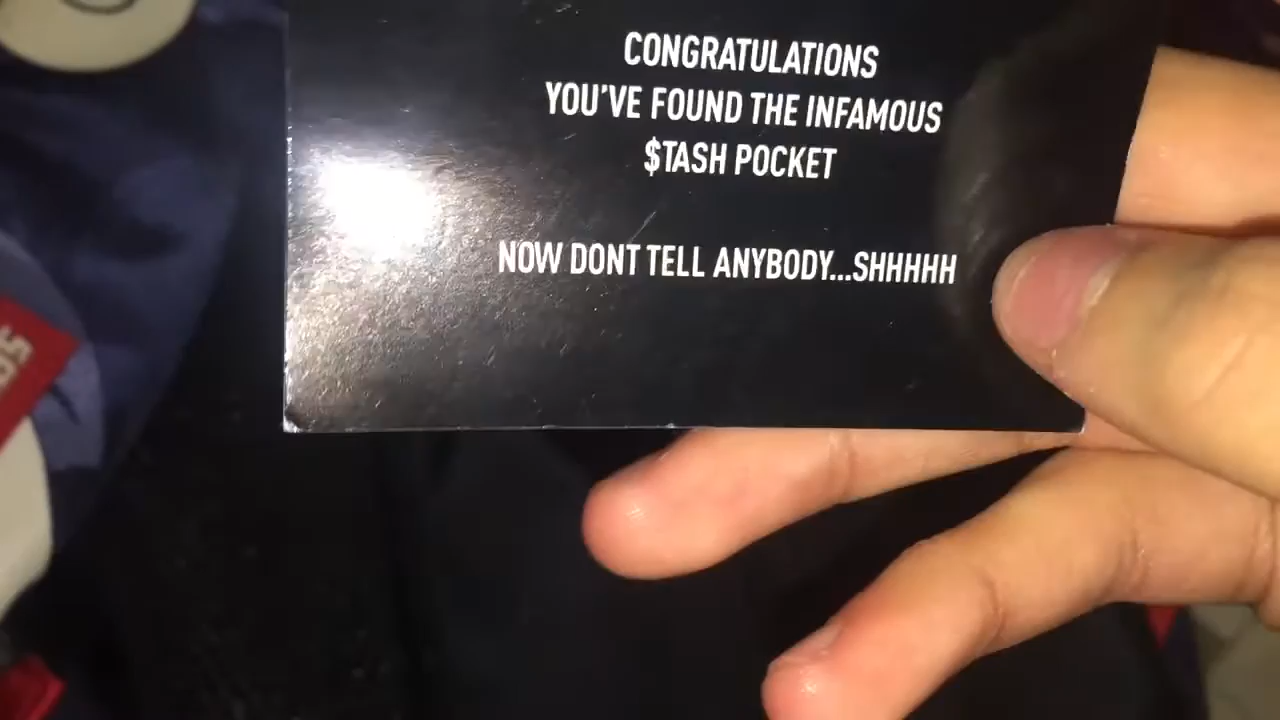 CONGRATULATIONS
YOU'VE FOUND THE INFAMOUS
$TASH POCKET
NOW DONT TELL ANYBODY...SHHHHH